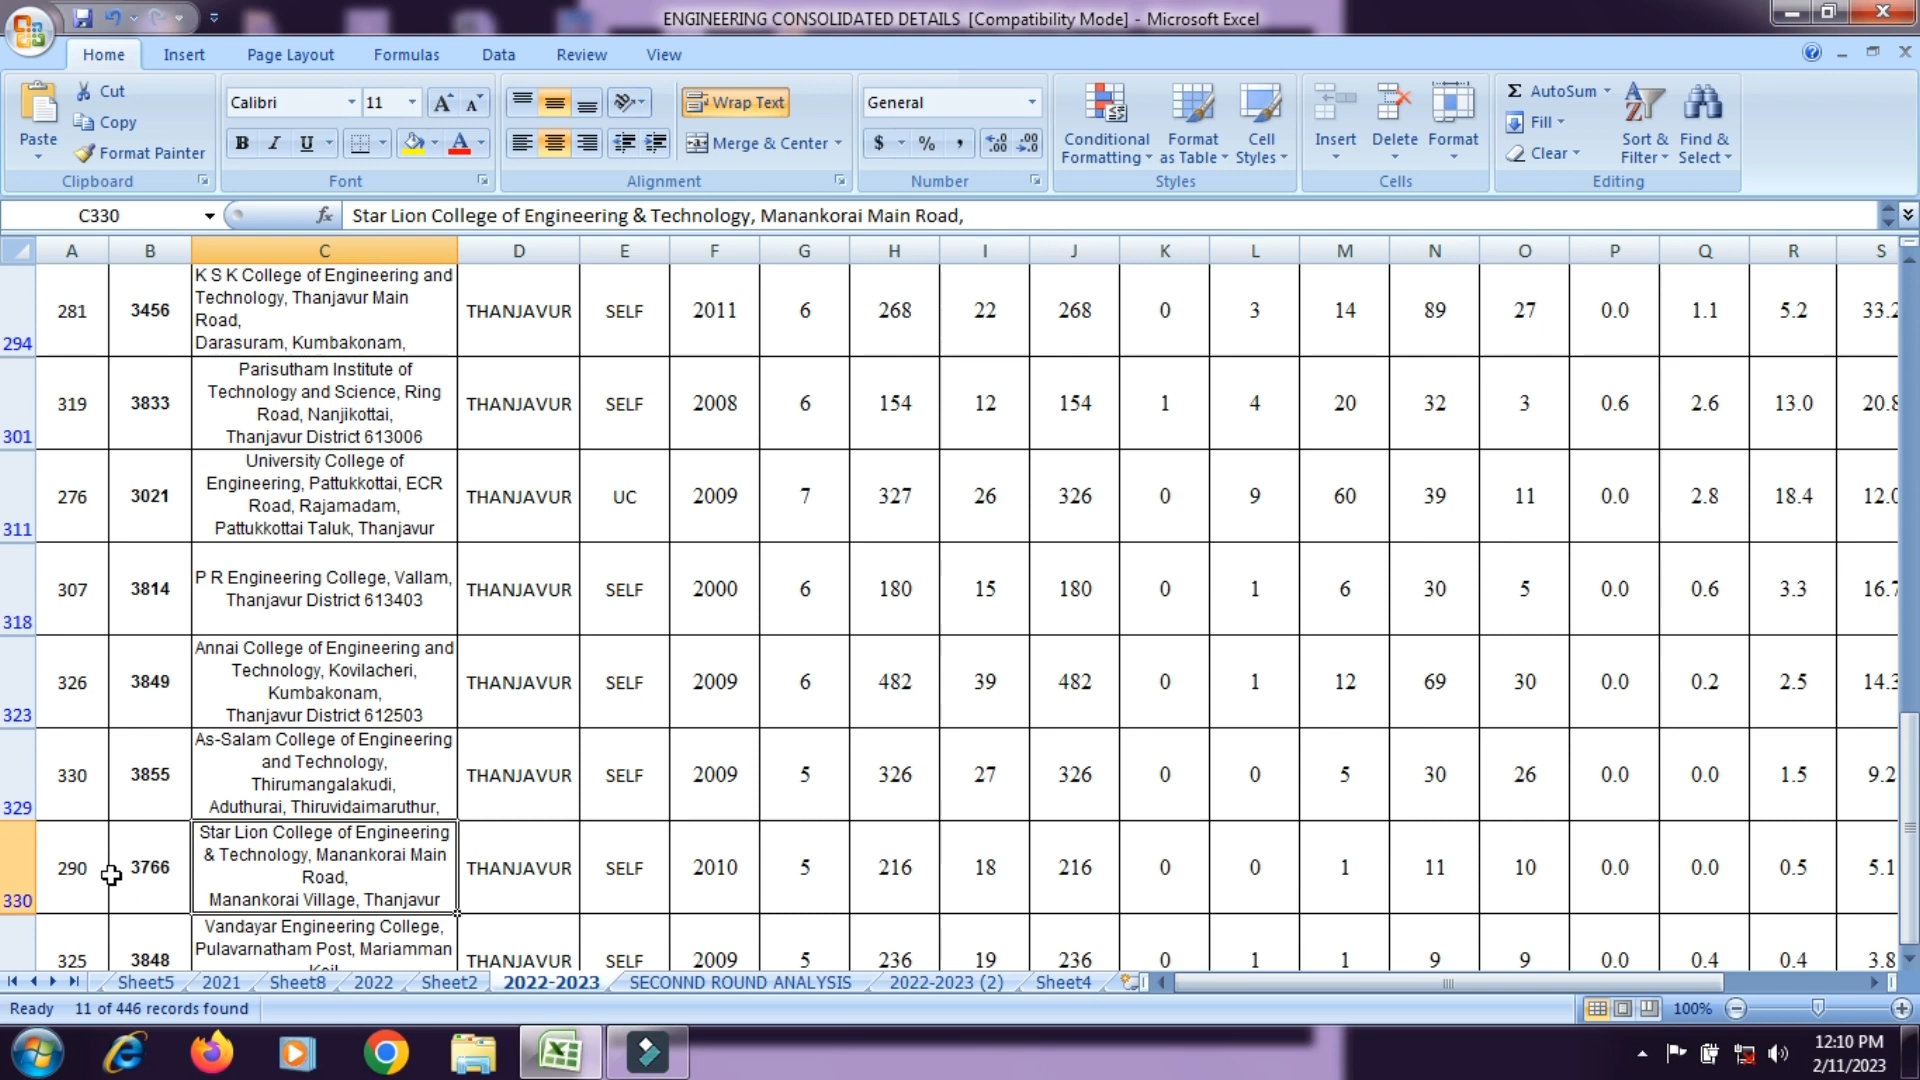 ENGINEERING CONSOLIDATED DETAILS [Compatibility Mode] - Microsoft Excel
Home Insert Page Layout Formulas Data Review View
Paste Cut Copy Format Painter Clipboard
Calibri 11 A A B I U A Font
Wrap Text Merge & Center Alignment
General $ % , .0 .00 .00 .0 Number
Conditional Formatting Format as Table Cell Styles Styles
Insert Delete Format Cells
Σ AutoSum Fill Clear Sort & Filter Find & Select Editing
C330 fx Star Lion College of Engineering & Technology, Manankorai Main Road,
A B C D E F G H I J K L M N O P Q R S
294 281 3456 K S K College of Engineering and
Technology, Thanjavur Main
Road,
Darasuram, Kumbakonam,
THANJAVUR SELF 2011 6 268 22 268 0 3 14 89 27 0.0 1.1 5.2 33.2
301 319 3833 Parisutham Institute of
Technology and Science, Ring
Road, Nanjikottai,
Thanjavur District 613006
THANJAVUR SELF 2008 6 154 12 154 1 4 20 32 3 0.6 2.6 13.0 20.8
311 276 3021 University College of
Engineering, Pattukkottai, ECR
Road, Rajamadam,
Pattukkottai Taluk, Thanjavur
THANJAVUR UC 2009 7 327 26 326 0 9 60 39 11 0.0 2.8 18.4 12.0
318 307 3814 P R Engineering College, Vallam,
Thanjavur District 613403
THANJAVUR SELF 2000 6 180 15 180 0 1 6 30 5 0.0 0.6 3.3 16.7
323 326 3849 Annai College of Engineering and
Technology, Kovilacheri,
Kumbakonam,
Thanjavur District 612503
THANJAVUR SELF 2009 6 482 39 482 0 1 12 69 30 0.0 0.2 2.5 14.3
329 330 3855 As-Salam College of Engineering
and Technology,
Thirumangalakudi,
Aduthurai, Thiruvidaimaruthur,
THANJAVUR SELF 2009 5 326 27 326 0 0 5 30 26 0.0 0.0 1.5 9.2
330 290 3766 Star Lion College of Engineering
& Technology, Manankorai Main
Road,
Manankorai Village, Thanjavur
THANJAVUR SELF 2010 5 216 18 216 0 0 1 11 10 0.0 0.0 0.5 5.1
325 3848 Vandayar Engineering College,
Pulavarnatham Post, Mariamman
THANJAVUR SELF 2009 5 236 19 236 0 1 1 9 9 0.0 0.4 0.4 3.8
Sheet5 2021 Sheet8 2022 Sheet2 2022-2023 SECONND ROUND ANALYSIS 2022-2023 (2) Sheet4
Ready 11 of 446 records found 100%
12:10 PM
2/11/2023